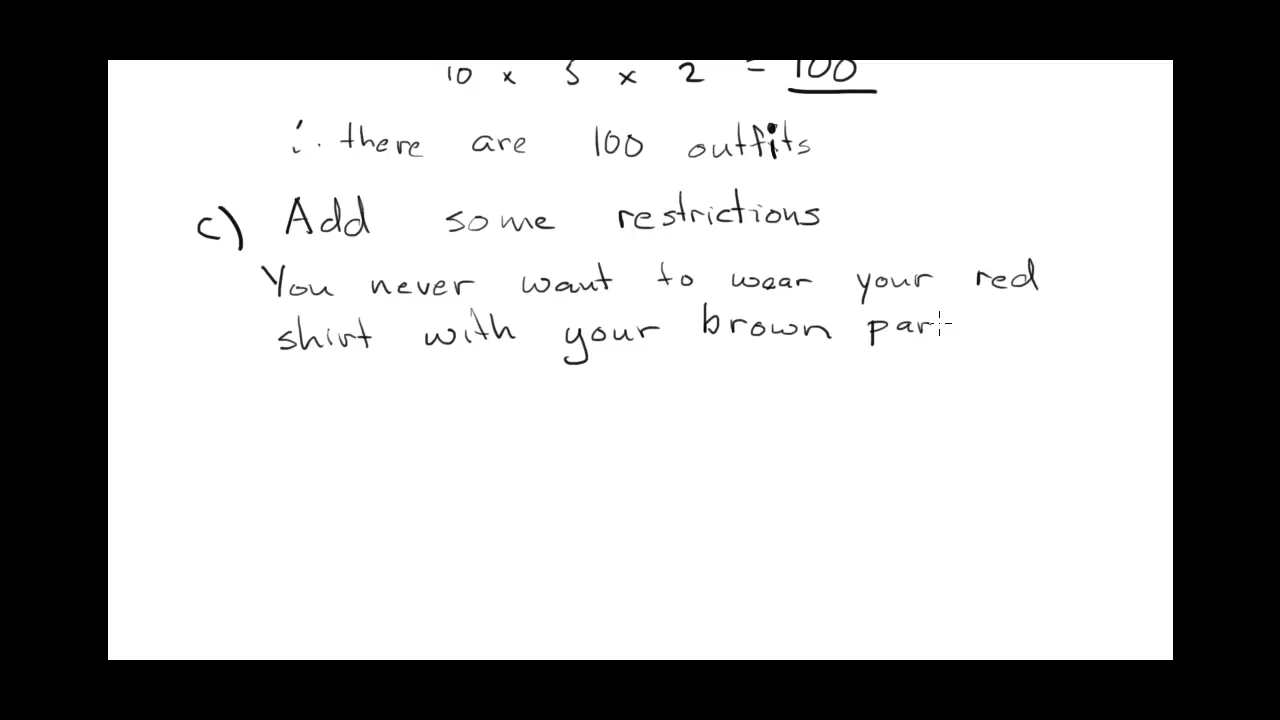 10 x 5 x 2 = 100
∴ there are 100 outfits
c) Add some restrictions
You never want to wear your red
shirt with your brown par